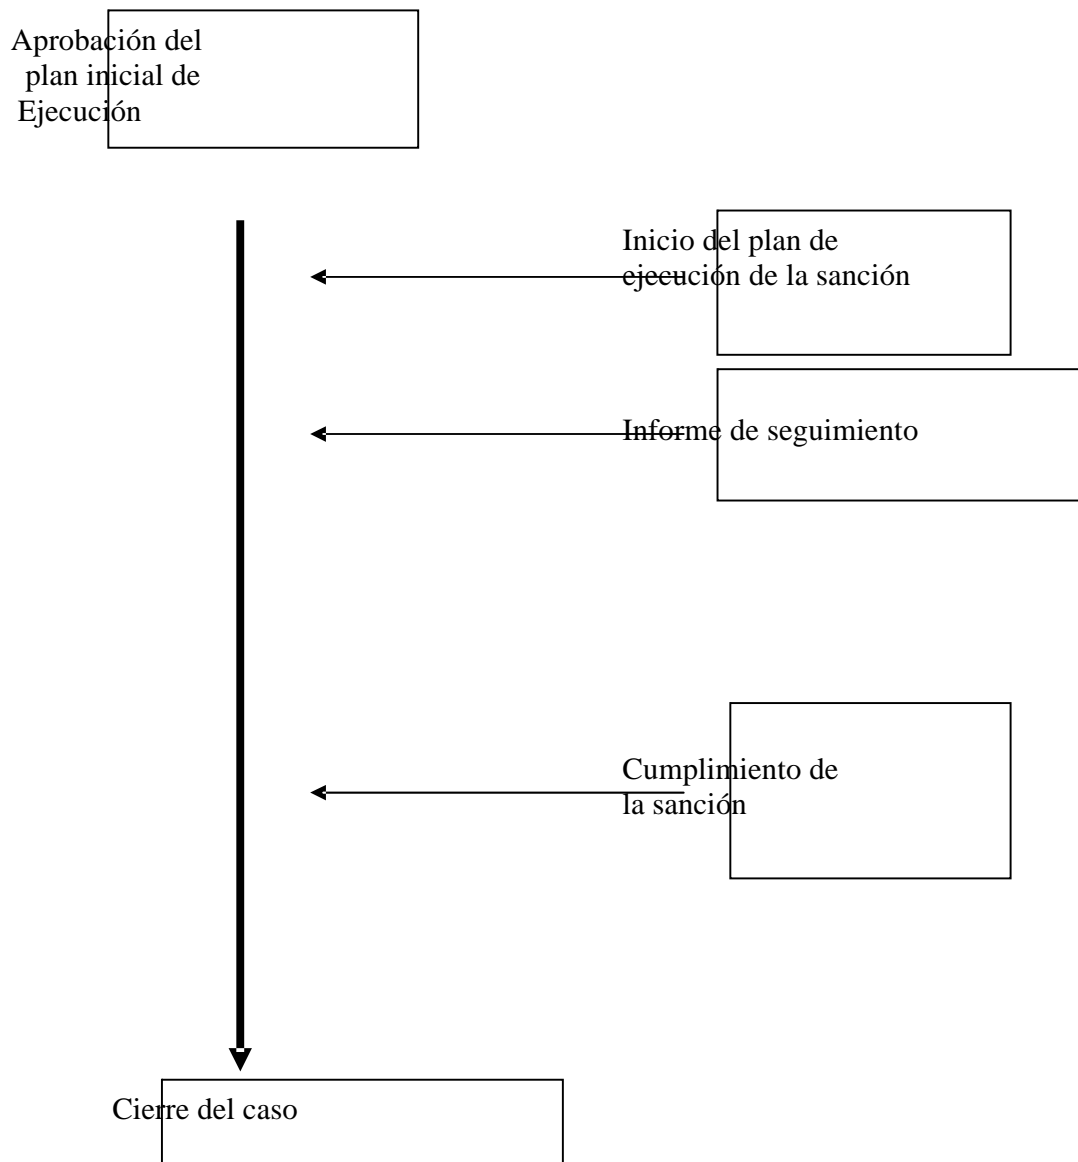 Aprobación del
plan inicial de
Ejecución
Inicio del plan de
ejecución de la sanción
Informe de seguimiento
Cumplimiento de
la sanción
Cierre del caso